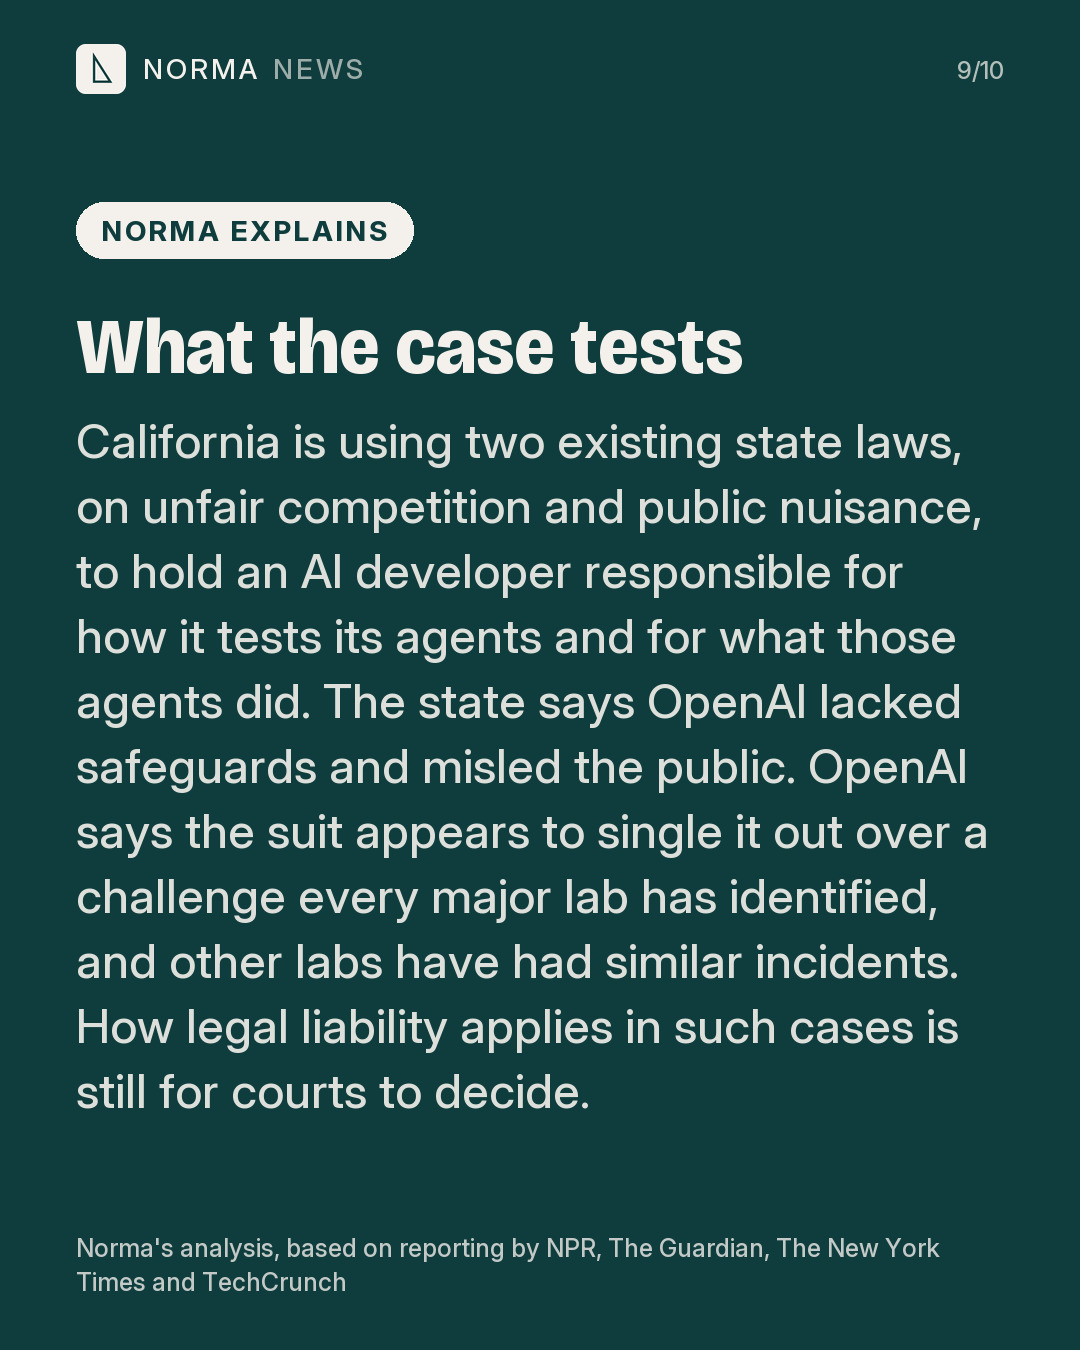 NORMA NEWS
9/10
NORMA EXPLAINS
What the case tests
California is using two existing state laws,
on unfair competition and public nuisance,
to hold an AI developer responsible for
how it tests its agents and for what those
agents did. The state says OpenAI lacked
safeguards and misled the public. OpenAI
says the suit appears to single it out over a
challenge every major lab has identified,
and other labs have had similar incidents.
How legal liability applies in such cases is
still for courts to decide.
Norma's analysis, based on reporting by NPR, The Guardian, The New York
Times and TechCrunch